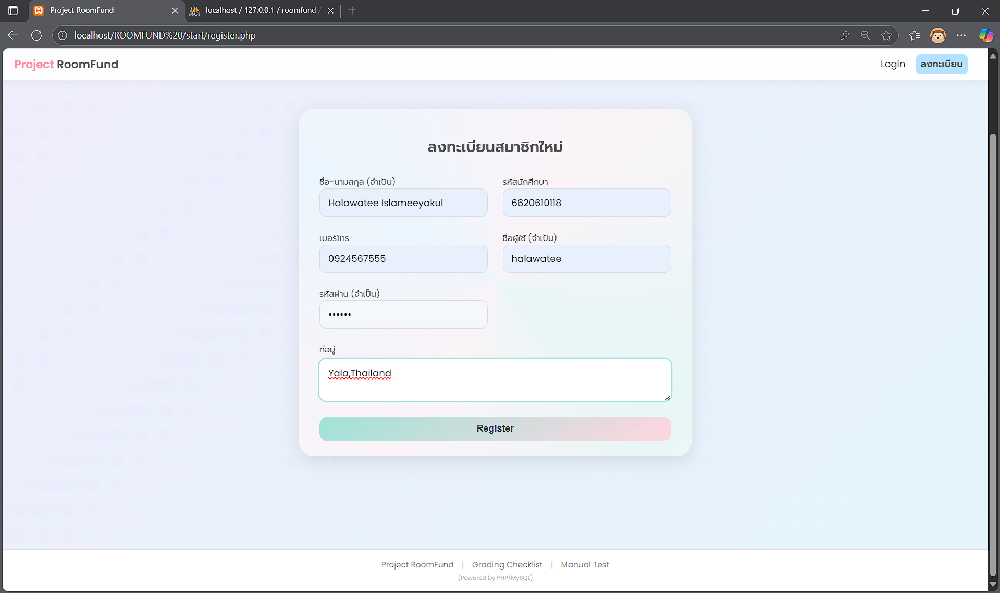 Project RoomFund
localhost / 127.0.0.1 / roomfund /
localhost/ROOMFUND%20/start/register.php
Project RoomFund
Login
ลงทะเบียน
ลงทะเบียนสมาชิกใหม่
ชื่อ-นามสกุล (จำเป็น)
รหัสนักศึกษา
Halawatee Islameeyakul
6620610118
เบอร์โทร
ชื่อผู้ใช้ (จำเป็น)
0924567555
halawatee
รหัสผ่าน (จำเป็น)
••••••
ที่อยู่
Yala,Thailand
Register
Project RoomFund | Grading Checklist | Manual Test
(Powered by PHP/MySQL)